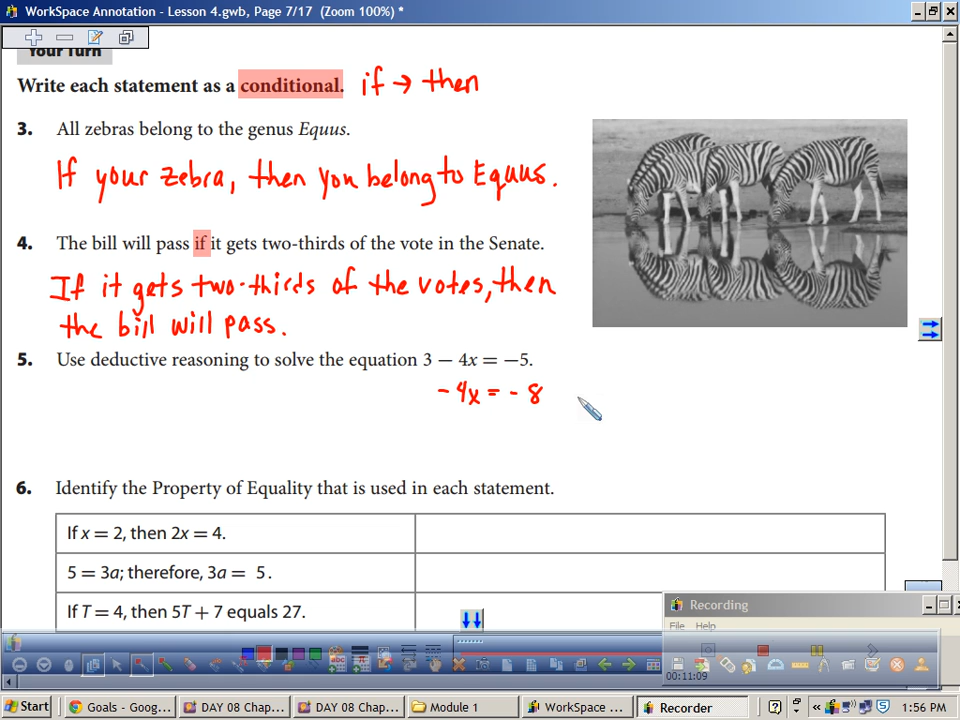 WorkSpace Annotation - Lesson 4.gwb, Page 7/17 (Zoom 100%) *
Your Turn
Write each statement as a conditional. if → then
3. All zebras belong to the genus Equus.
If your zebra, then you belong to Equus.
4. The bill will pass if it gets two-thirds of the vote in the Senate.
If it gets two-thirds of the votes, then
the bill will pass.
5. Use deductive reasoning to solve the equation 3 − 4x = −5.
-4x = -8
6. Identify the Property of Equality that is used in each statement.
If x = 2, then 2x = 4.
5 = 3a; therefore, 3a = 5.
If T = 4, then 5T + 7 equals 27.
Recording
File Help
00:11:09
Start Goals - Goog... DAY 08 Chap... DAY 08 Chap... Module 1 WorkSpace ... Recorder « 1:56 PM